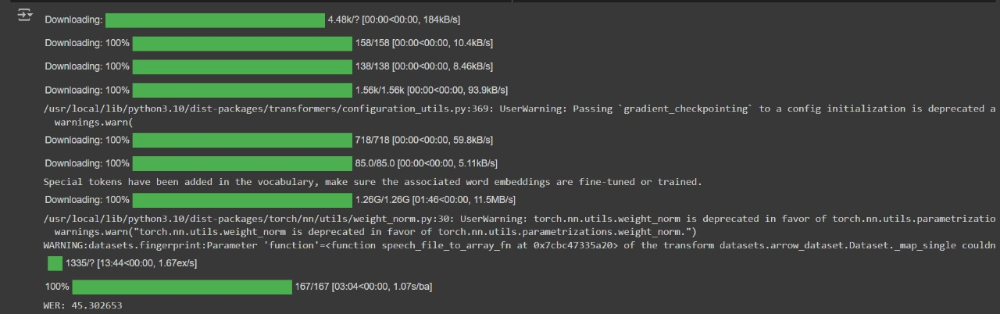 Downloading: 4.48k/? [00:00<00:00, 184kB/s]
Downloading: 100% 158/158 [00:00<00:00, 10.4kB/s]
Downloading: 100% 138/138 [00:00<00:00, 8.46kB/s]
Downloading: 100% 1.56k/1.56k [00:00<00:00, 93.9kB/s]
/usr/local/lib/python3.10/dist-packages/transformers/configuration_utils.py:369: UserWarning: Passing `gradient_checkpointing` to a config initialization is deprecated a
  warnings.warn(
Downloading: 100% 718/718 [00:00<00:00, 59.8kB/s]
Downloading: 100% 85.0/85.0 [00:00<00:00, 5.11kB/s]
Special tokens have been added in the vocabulary, make sure the associated word embeddings are fine-tuned or trained.
Downloading: 100% 1.26G/1.26G [01:46<00:00, 11.5MB/s]
/usr/local/lib/python3.10/dist-packages/torch/nn/utils/weight_norm.py:30: UserWarning: torch.nn.utils.weight_norm is deprecated in favor of torch.nn.utils.parametrizatio
  warnings.warn("torch.nn.utils.weight_norm is deprecated in favor of torch.nn.utils.parametrizations.weight_norm.")
WARNING:datasets.fingerprint:Parameter 'function'=<function speech_file_to_array_fn at 0x7cbc47335a20> of the transform datasets.arrow_dataset.Dataset._map_single couldn
1335/? [13:44<00:00, 1.67ex/s]
100% 167/167 [03:04<00:00, 1.07s/ba]
WER: 45.302653